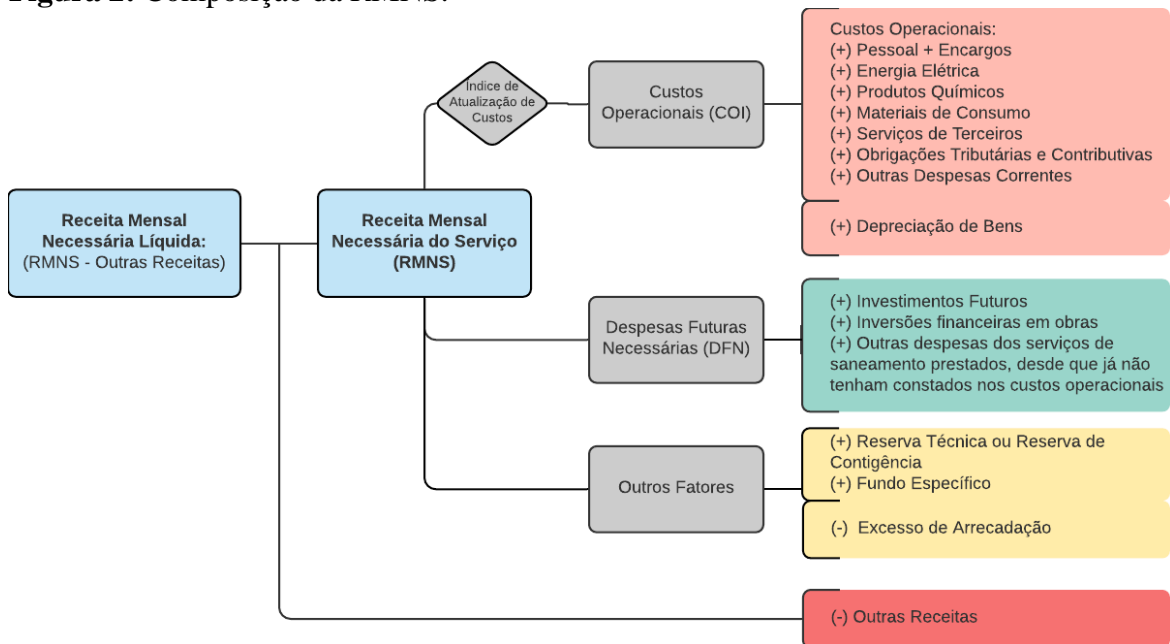 Figura 2: Composição da RMNS.
Custos Operacionais:
(+) Pessoal + Encargos
(+) Energia Elétrica
(+) Produtos Químicos
(+) Materiais de Consumo
(+) Serviços de Terceiros
(+) Obrigações Tributárias e Contributivas
(+) Outras Despesas Correntes
Índice de
Atualização de
Custos
Custos
Operacionais (COI)
(+) Depreciação de Bens
Receita Mensal
Necessária Líquida:
(RMNS - Outras Receitas)
Receita Mensal
Necessária do Serviço
(RMNS)
Despesas Futuras
Necessárias (DFN)
(+) Investimentos Futuros
(+) Inversões financeiras em obras
(+) Outras despesas dos serviços de
saneamento prestados, desde que já não
tenham constados nos custos operacionais
Outros Fatores
(+) Reserva Técnica ou Reserva de
Contigência
(+) Fundo Específico
(-) Excesso de Arrecadação
(-) Outras Receitas